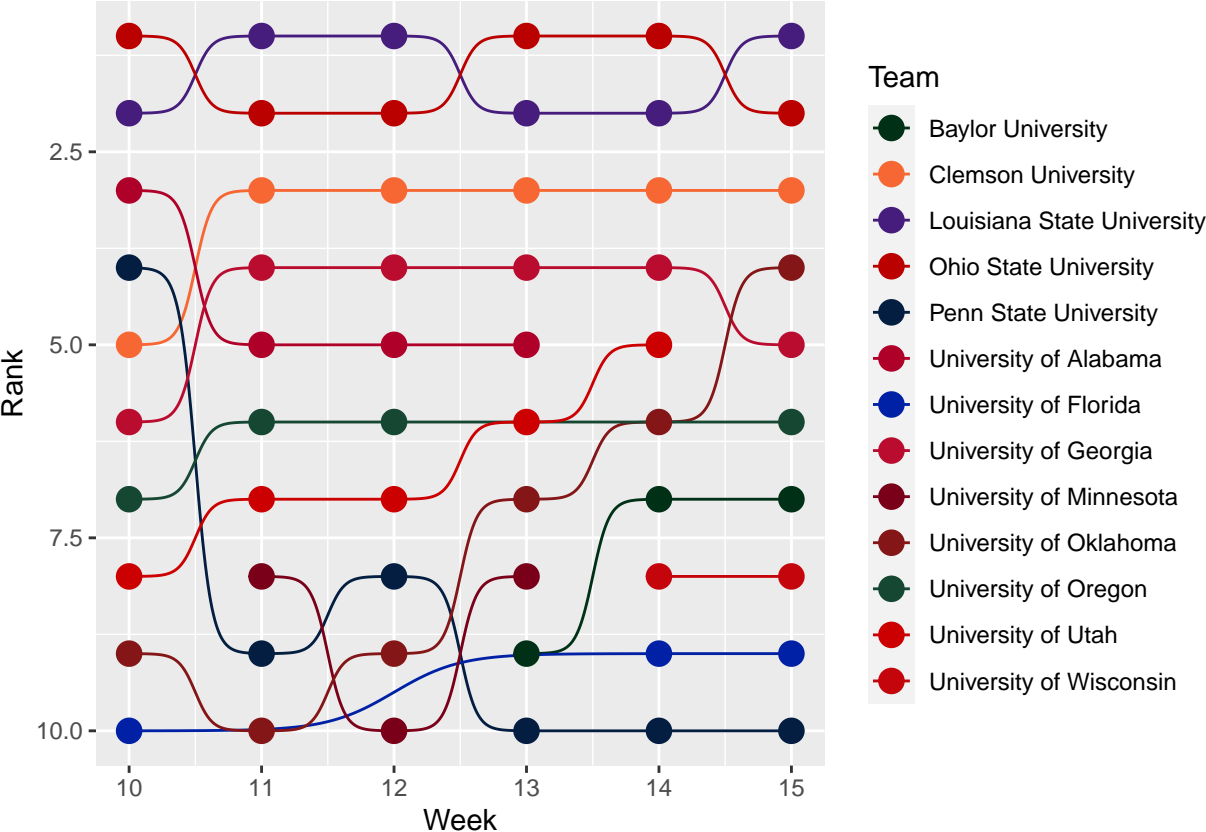 Team
Baylor University
Clemson University
Louisiana State University
Ohio State University
Penn State University
University of Alabama
University of Florida
University of Georgia
University of Minnesota
University of Oklahoma
University of Oregon
University of Utah
University of Wisconsin
Rank
2.5
5.0
7.5
10.0
10 11 12 13 14 15
Week